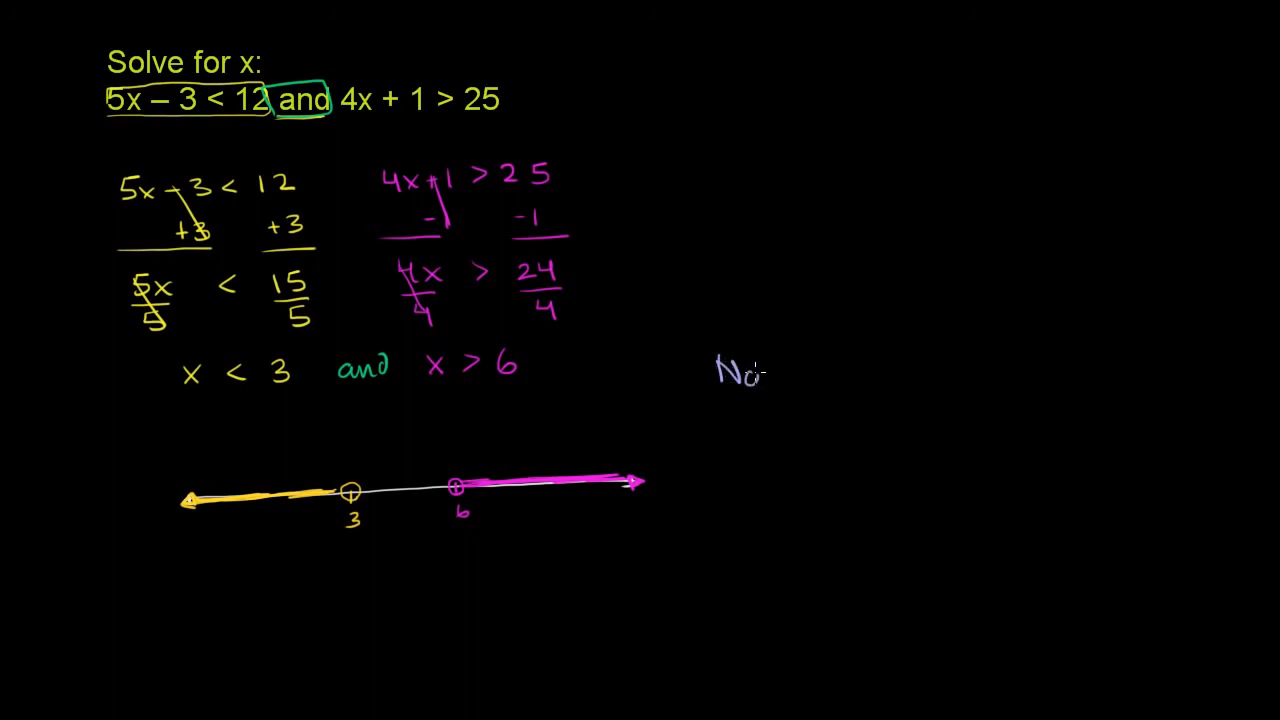 Solve for x:
5x – 3 < 12 and 4x + 1 > 25
5x - 3 < 12
4x + 1 > 25
+3 +3
- -1
5x < 15
5 5
4x > 24
4 4
x < 3 and x > 6
No
3 6